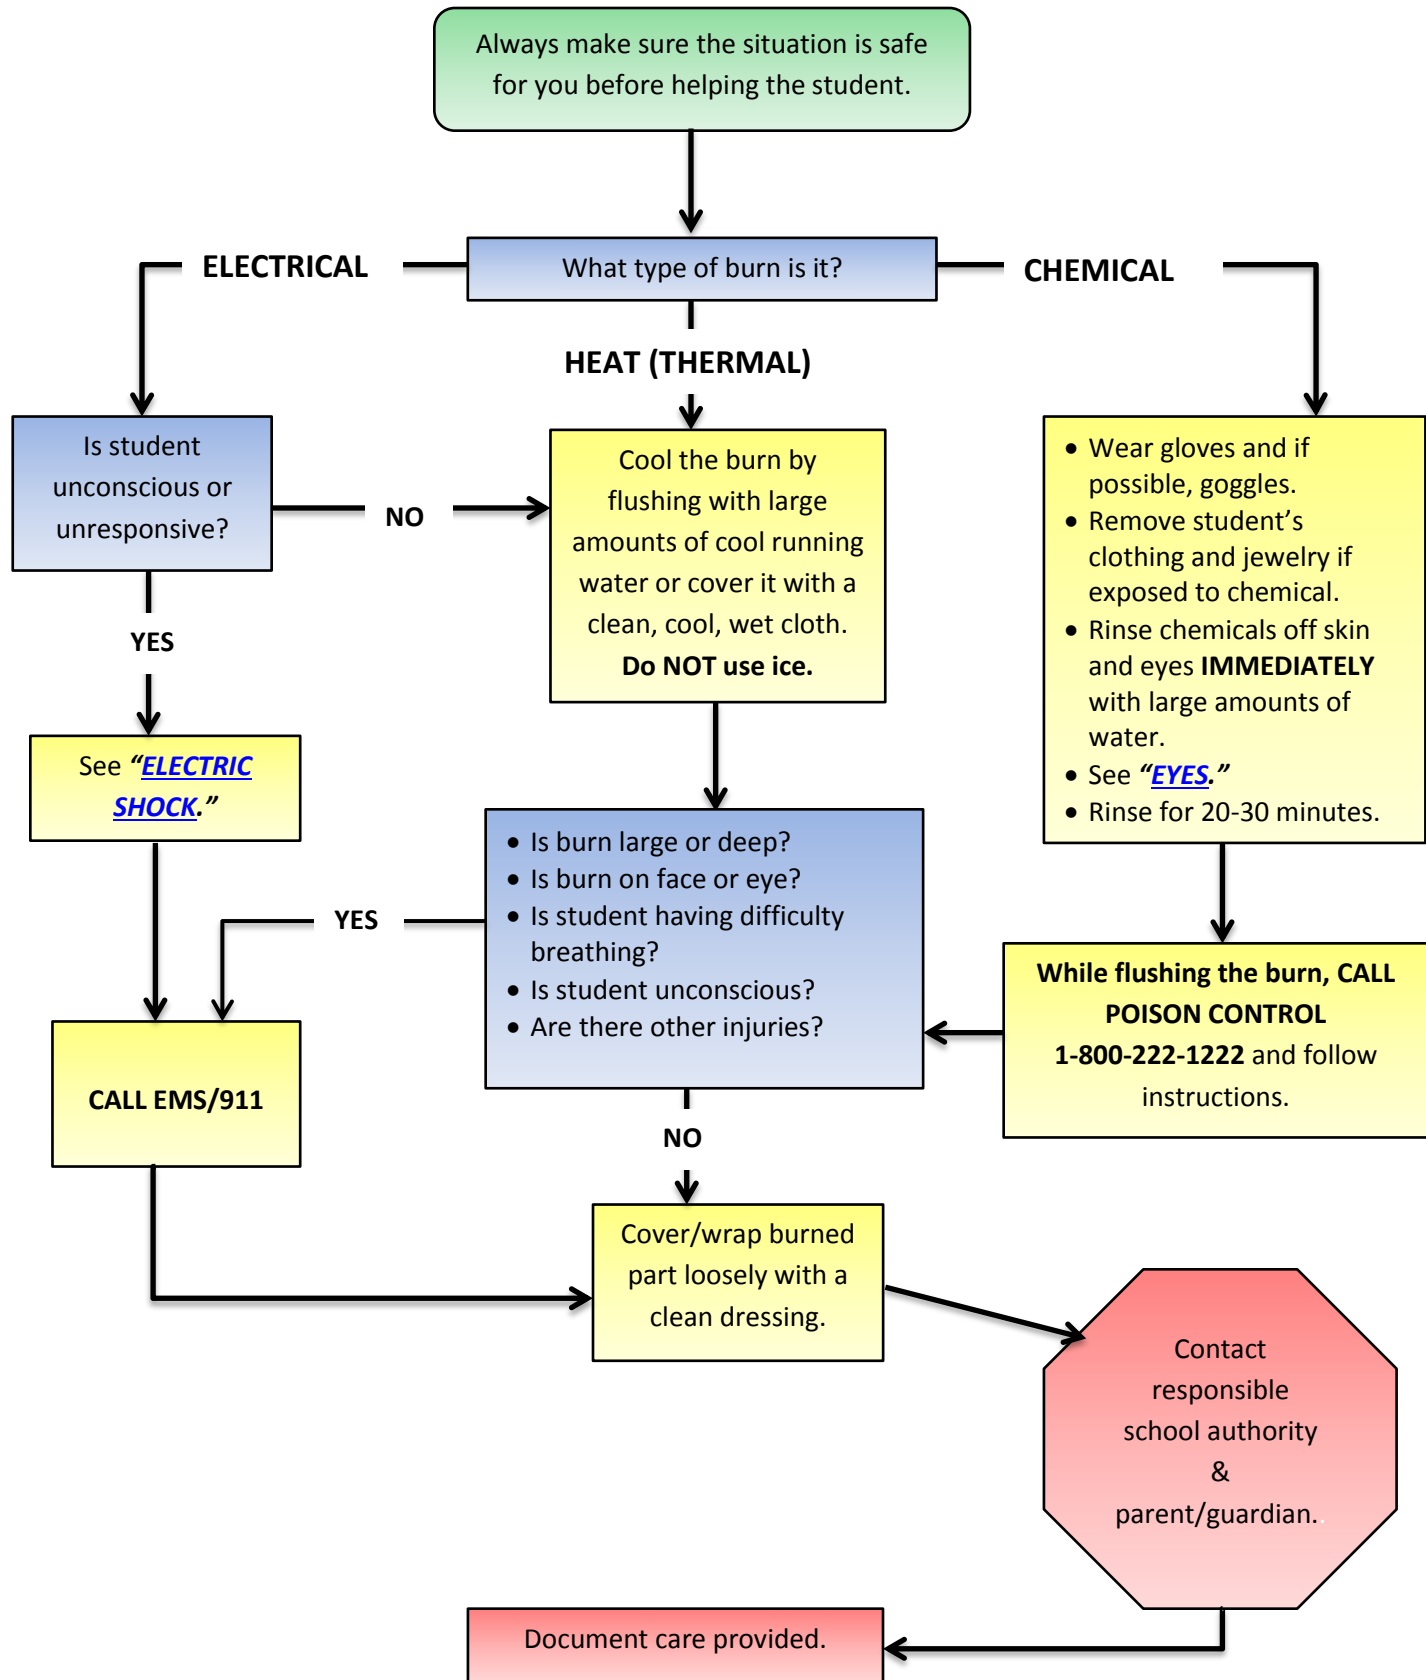 Always make sure the situation is safe
for you before helping the student.
ELECTRICAL
What type of burn is it?
CHEMICAL
HEAT (THERMAL)
Is student
unconscious or
unresponsive?
NO
YES
Cool the burn by
flushing with large
amounts of cool running
water or cover it with a
clean, cool, wet cloth.
Do NOT use ice.
• Wear gloves and if
possible, goggles.
• Remove student’s
clothing and jewelry if
exposed to chemical.
• Rinse chemicals off skin
and eyes IMMEDIATELY
with large amounts of
water.
• See “EYES.”
• Rinse for 20-30 minutes.
See “ELECTRIC
SHOCK.”
• Is burn large or deep?
• Is burn on face or eye?
• Is student having difficulty
breathing?
• Is student unconscious?
• Are there other injuries?
YES
While flushing the burn, CALL
POISON CONTROL
1-800-222-1222 and follow
instructions.
CALL EMS/911
NO
Cover/wrap burned
part loosely with a
clean dressing.
Contact
responsible
school authority
&
parent/guardian..
Document care provided.